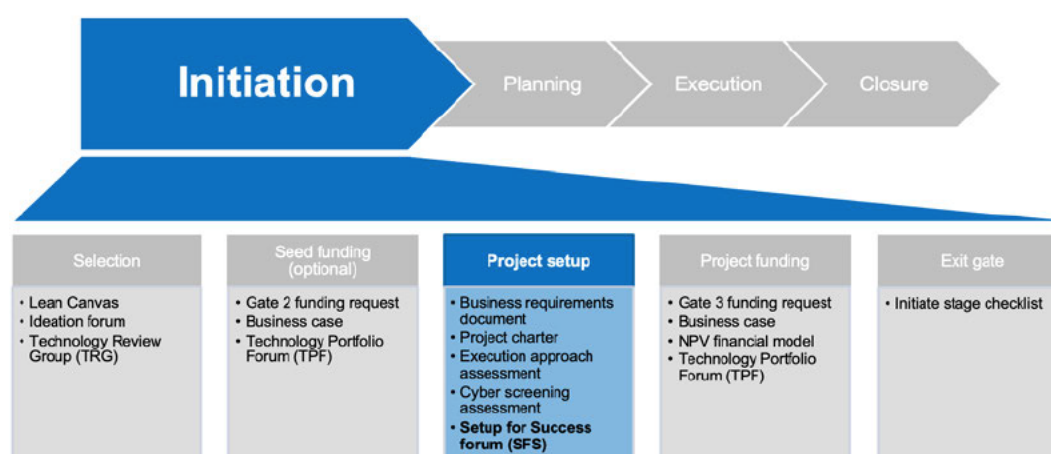 Initiation
Planning
Execution
Closure
Selection
• Lean Canvas
• Ideation forum
• Technology Review
Group (TRG)
Seed funding
(optional)
• Gate 2 funding request
• Business case
• Technology Portfolio
Forum (TPF)
Project setup
• Business requirements
document
• Project charter
• Execution approach
assessment
• Cyber screening
assessment
• Setup for Success
forum (SFS)
Project funding
• Gate 3 funding request
• Business case
• NPV financial model
• Technology Portfolio
Forum (TPF)
Exit gate
• Initiate stage checklist